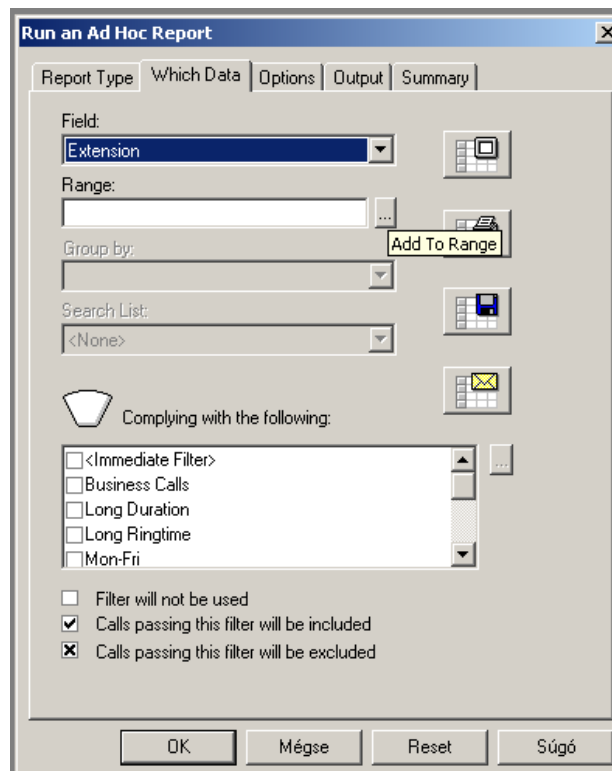 Run an Ad Hoc Report
Report Type Which Data Options Output Summary
Field:
Extension
Range:
...
Add To Range
Group by:
Search List:
<None>
Complying with the following:
<Immediate Filter>
...
Business Calls
Long Duration
Long Ringtime
Mon-Fri
Filter will not be used
Calls passing this filter will be included
Calls passing this filter will be excluded
OK Mégse Reset Súgó